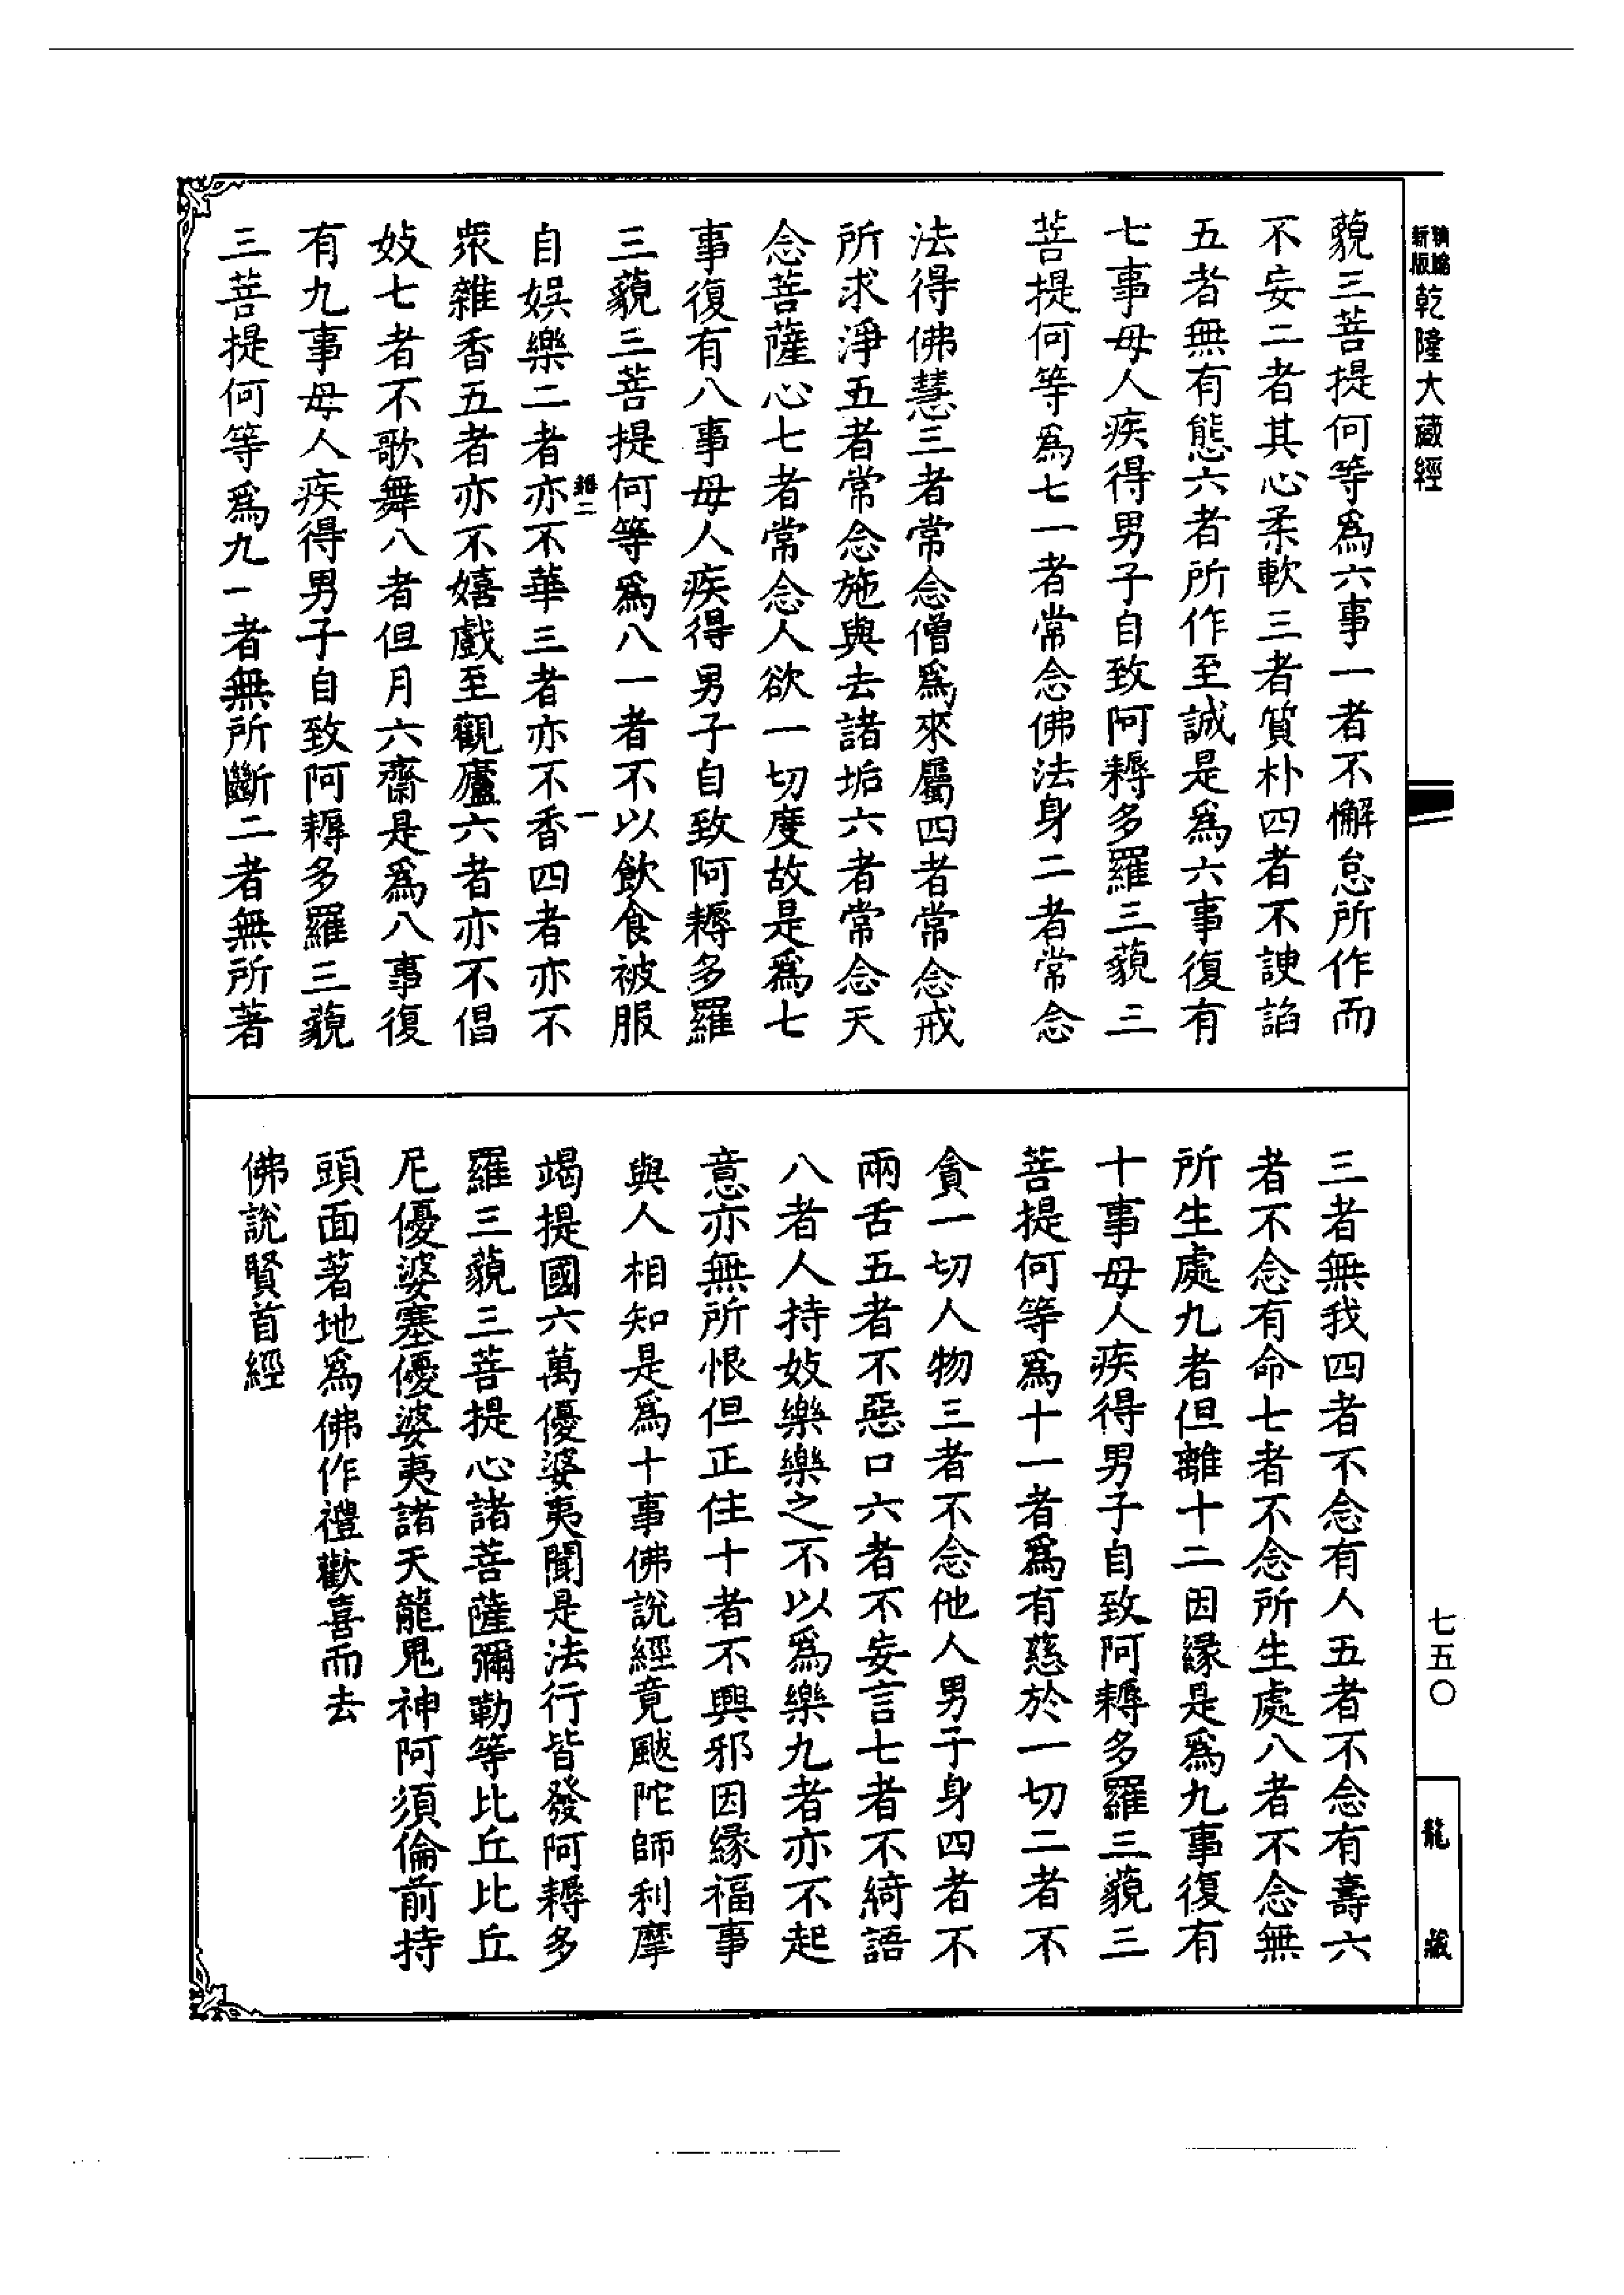 新版
乾隆大藏經
藐三菩提何等爲六事一者不懈怠所作而
不妄二者其心柔軟三者質朴四者不諛諂
五者無有態六者所作至誠是爲六事復有
七事母人疾得男子自致阿耨多羅三藐三
菩提何等爲七一者常念佛法身二者常念
法得佛慧三者常念僧爲來屬四者常念戒
所求淨五者常念施與去諸垢六者常念天
念菩薩心七者常念人欲一切度故是爲七
事復有八事母人疾得男子自致阿耨多羅
三藐三菩提何等爲八一者不以飲食被服
二 一
自娛樂二者亦不華三者亦不香四者亦不
衆雜香五者亦不嬉戲至觀廬六者亦不倡
妓七者不歌舞八者但月六齋是爲八事復
有九事母人疾得男子自致阿耨多羅三藐
三菩提何等爲九一者無所斷二者無所著
三者無我四者不念有人五者不念有壽六
者不念有命七者不念所生處八者不念無
所生處九者但離十二因緣是爲九事復有
十事母人疾得男子自致阿耨多羅三藐三
菩提何等爲十一者爲有慈於一切二者不
貪一切人物三者不念他人男子身四者不
兩舌五者不惡口六者不妄言七者不綺語
八者人持妓樂樂之不以爲樂九者亦不起
意亦無所恨但正住十者不興邪因緣福事
與人相知是爲十事佛說經竟颰陀師利摩
竭提國六萬優婆夷聞是法行皆發阿耨多
羅三藐三菩提心諸菩薩彌勒等比丘比丘
尼優婆塞優婆夷諸天龍鬼神阿須倫前持
頭面著地爲佛作禮歡喜而去
佛說賢首經
七五〇
龍藏